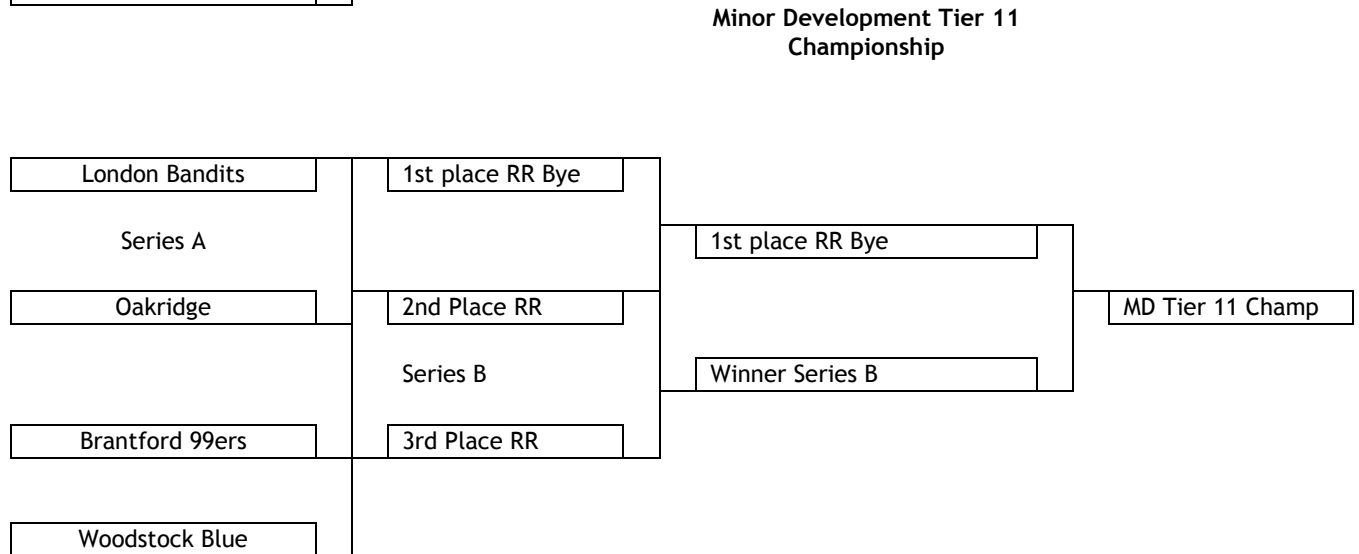 Minor Development Tier 11
Championship
London Bandits
1st place RR Bye
Series A
1st place RR Bye
Oakridge
2nd Place RR
MD Tier 11 Champ
Series B
Winner Series B
Brantford 99ers
3rd Place RR
Woodstock Blue